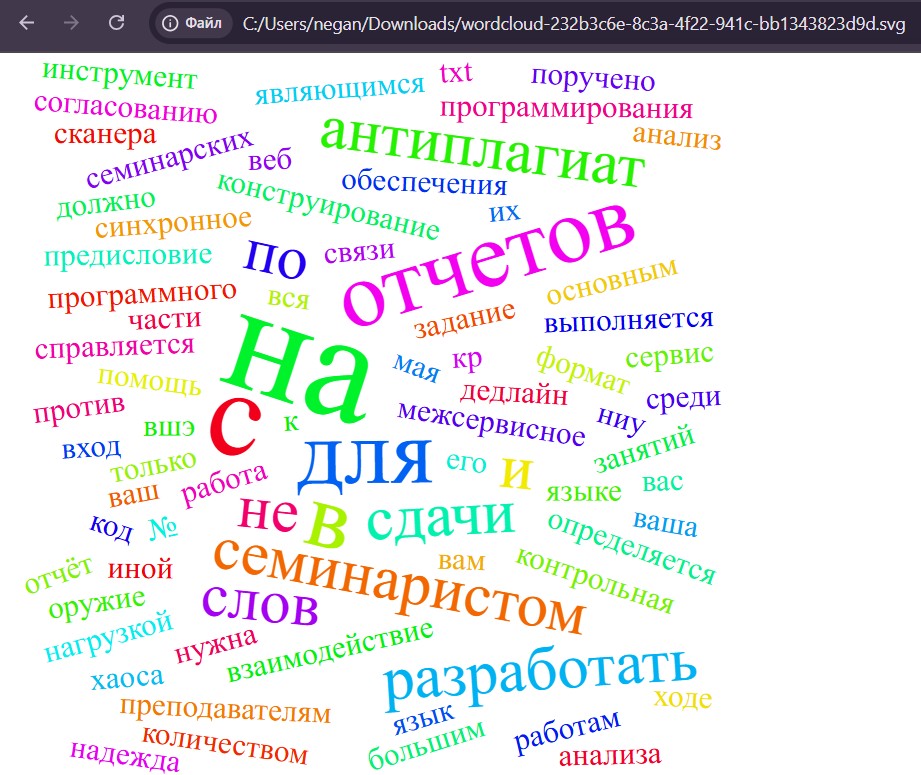 Файл C:/Users/negan/Downloads/wordcloud-232b3c6e-8c3a-4f22-941c-bb1343823d9d.svg
инструмент
являющимся
txt
поручено
согласованию
программирования
сканера
антиплагиат
анализ
семинарских
веб
обеспечения
должно
конструирование
их
синхронное
предисловие
по
связи
отчетов
основным
программного
вся
части
задание
выполняется
справляется
на
мая
кр
формат
сервис
помощь
дедлайн
против
с
к
межсервисное
ниу
среди
вшэ
вход
для
его
и
занятий
только
ваш
работа
языке
вас
код
№
не
в
сдачи
определяется
ваша
отчёт
иной
семинаристом
вам
контрольная
оружие
слов
нагрузкой
нужна
взаимодействие
хаоса
разработать
ходе
преподавателям
язык
работам
количеством
большим
надежда
анализа